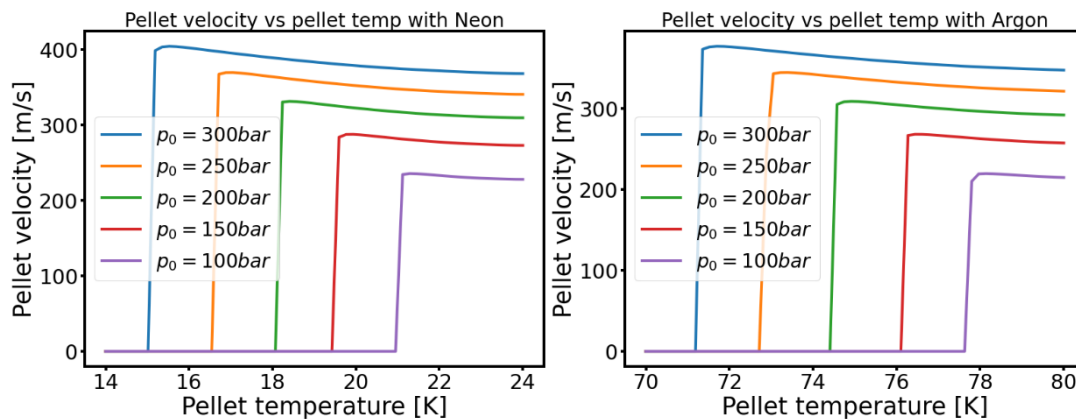 Pellet velocity vs pellet temp with Neon
Pellet velocity [m/s]
400
300
200
100
0
p₀ = 300bar
p₀ = 250bar
p₀ = 200bar
p₀ = 150bar
p₀ = 100bar
14 16 18 20 22 24
Pellet temperature [K]
Pellet velocity vs pellet temp with Argon
Pellet velocity [m/s]
300
200
100
0
p₀ = 300bar
p₀ = 250bar
p₀ = 200bar
p₀ = 150bar
p₀ = 100bar
70 72 74 76 78 80
Pellet temperature [K]